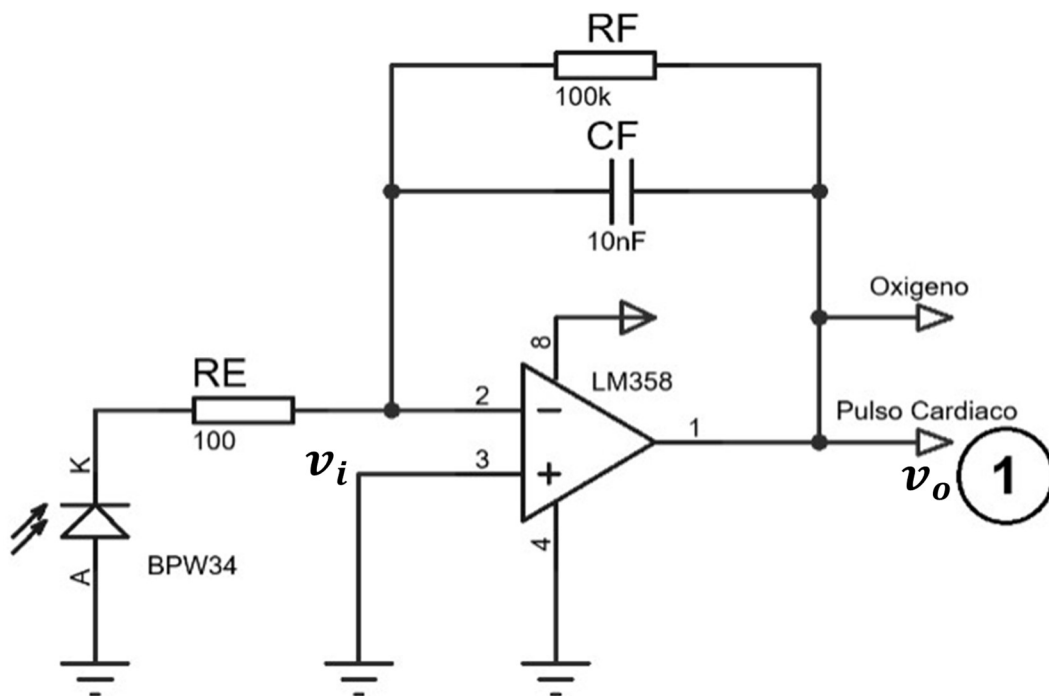 RF
100k
CF
10nF
Oxigeno
8
LM358
RE
2
Pulso Cardiaco
100
1
v_i
3
v_o
1
K
4
BPW34
A